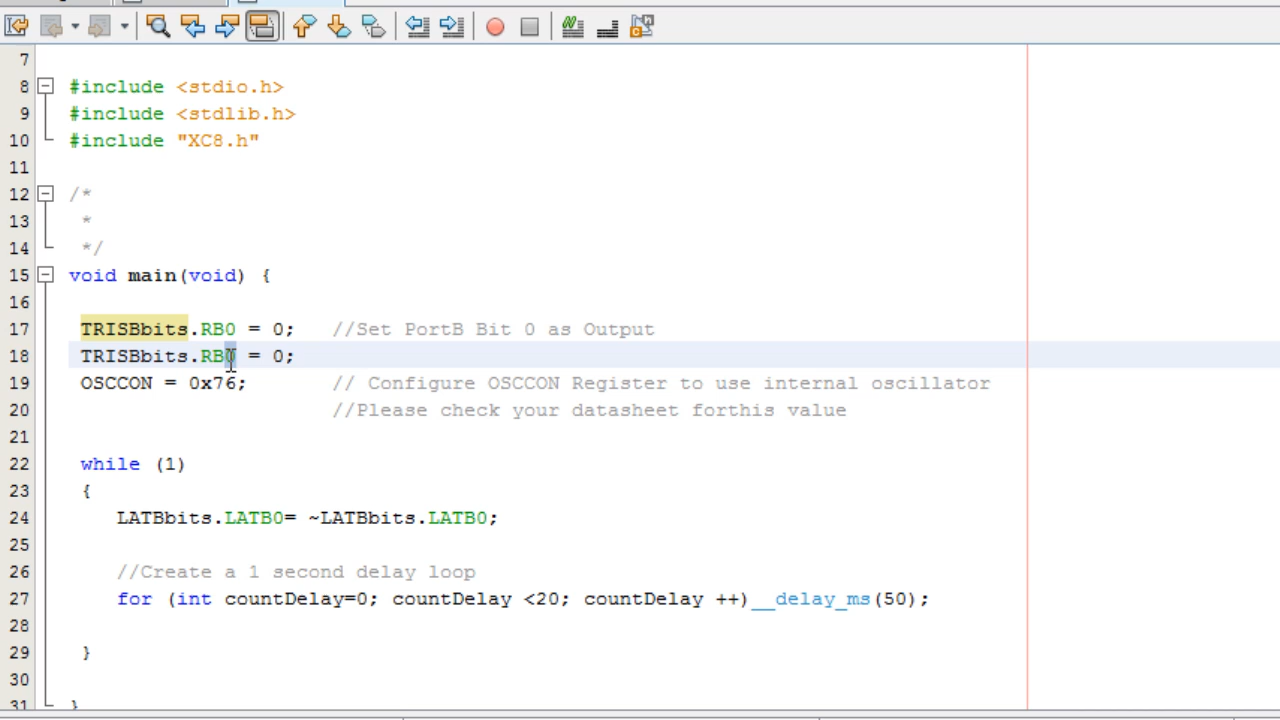 7
8 #include <stdio.h>
9 #include <stdlib.h>
10 #include "XC8.h"
11
12 /*
13 *
14 */
15 void main(void) {
16
17 TRISBbits.RB0 = 0; //Set PortB Bit 0 as Output
18 TRISBbits.RB0 = 0;
19 OSCCON = 0x76; // Configure OSCCON Register to use internal oscillator
20 //Please check your datasheet forthis value
21
22 while (1)
23 {
24 LATBbits.LATB0= ~LATBbits.LATB0;
25
26 //Create a 1 second delay loop
27 for (int countDelay=0; countDelay <20; countDelay ++)__delay_ms(50);
28
29 }
30
31 }